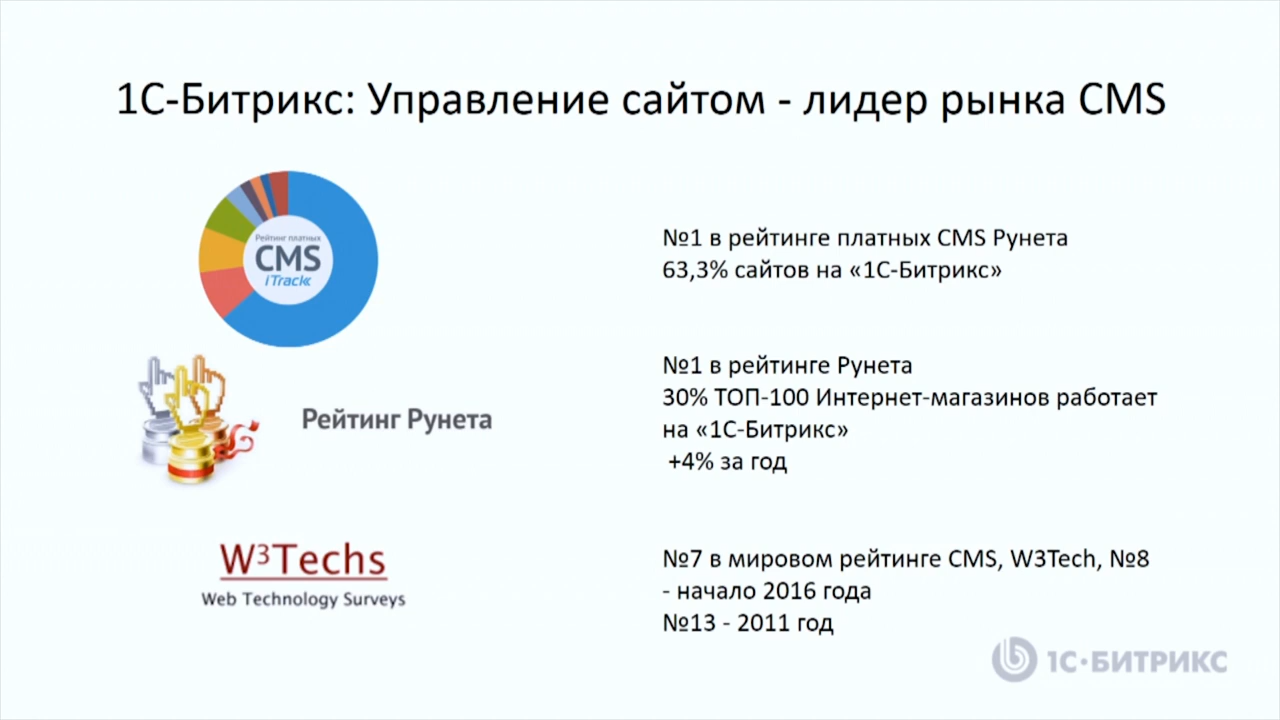 1С-Битрикс: Управление сайтом - лидер рынка CMS
Рейтинг платных
CMS
iTrack
№1 в рейтинге платных CMS Рунета
63,3% сайтов на «1С-Битрикс»
Рейтинг Рунета
№1 в рейтинге Рунета
30% ТОП-100 Интернет-магазинов работает
на «1С-Битрикс»
+4% за год
W3Techs
Web Technology Surveys
№7 в мировом рейтинге CMS, W3Tech, №8
- начало 2016 года
№13 - 2011 год
1С·БИТРИКС